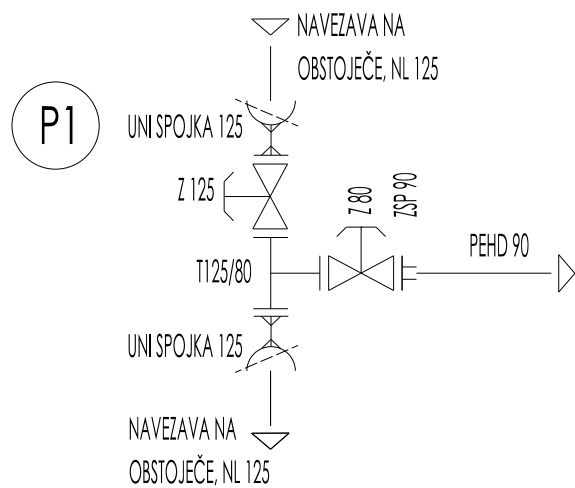 NAVEZAVA NA
OBSTOJEČE, NL 125
P1
UNI SPOJKA 125
Z 125
Z 80
ZSP 90
PEHD 90
T125/80
UNI SPOJKA 125
NAVEZAVA NA
OBSTOJEČE, NL 125